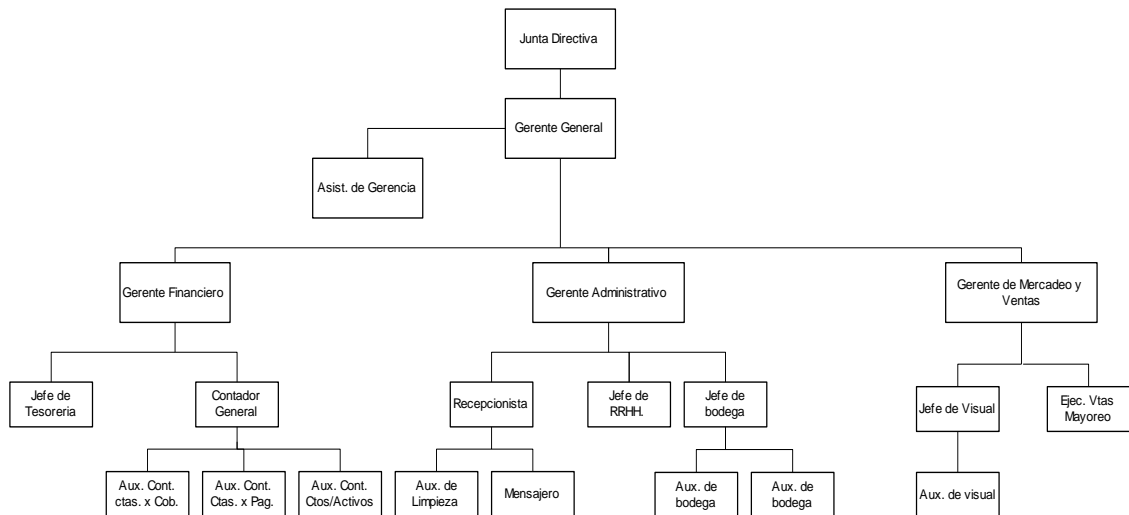 Junta Directiva
Gerente General
Asist. de Gerencia
Gerente Financiero
Gerente Administrativo
Gerente de Mercadeo y
Ventas
Jefe de
Tesoreria
Contador
General
Recepcionista
Jefe de
RRHH.
Jefe de
bodega
Jefe de Visual
Ejec. Vtas
Mayoreo
Aux. Cont.
ctas. x Cob.
Aux. Cont.
Ctas. x Pag.
Aux. Cont.
Ctos/Activos
Aux. de
Limpieza
Mensajero
Aux. de
bodega
Aux. de
bodega
Aux. de visual